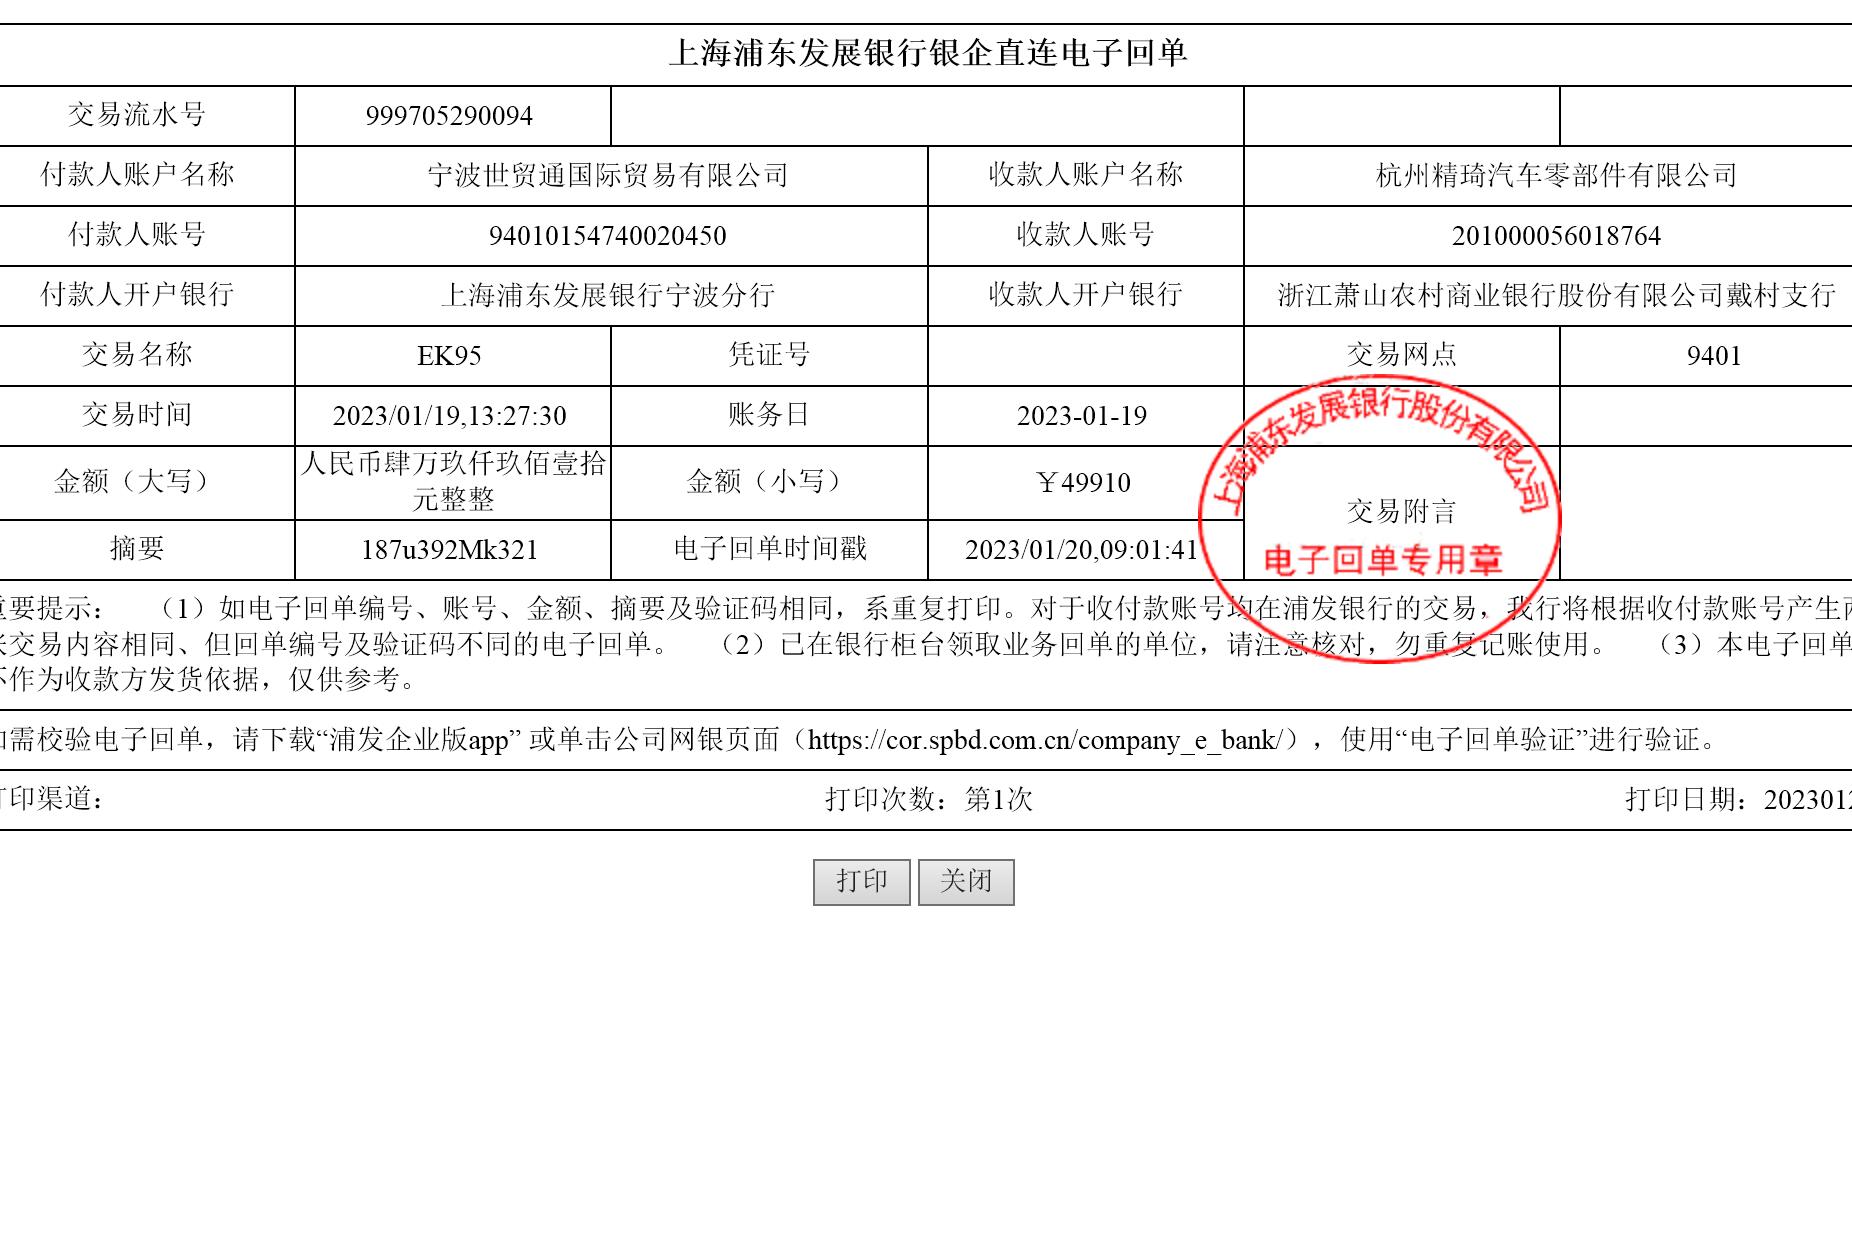 上海浦东发展银行银企直连电子回单
交易流水号 999705290094
付款人账户名称 宁波世贸通国际贸易有限公司 收款人账户名称 杭州精琦汽车零部件有限公司
付款人账号 94010154740020450 收款人账号 201000056018764
付款人开户银行 上海浦东发展银行宁波分行 收款人开户银行 浙江萧山农村商业银行股份有限公司戴村支行
交易名称 EK95 凭证号 交易网点 9401
交易时间 2023/01/19,13:27:30 账务日 2023-01-19
金额（大写） 人民币肆万玖仟玖佰壹拾
元整整 金额（小写） ￥49910 交易附言
摘要 187u392Mk321 电子回单时间戳 2023/01/20,09:01:41
上海浦东发展银行股份有限公司
电子回单专用章
重要提示： （1）如电子回单编号、账号、金额、摘要及验证码相同，系重复打印。对于收付款账号均在浦发银行的交易，我行将根据收付款账号产生两
张交易内容相同、但回单编号及验证码不同的电子回单。 （2）已在银行柜台领取业务回单的单位，请注意核对，勿重复记账使用。 （3）本电子回单
不作为收款方发货依据，仅供参考。
如需校验电子回单，请下载“浦发企业版app” 或单击公司网银页面（https://cor.spbd.com.cn/company_e_bank/），使用“电子回单验证”进行验证。
打印渠道： 打印次数：第1次 打印日期：2023012
打印 关闭